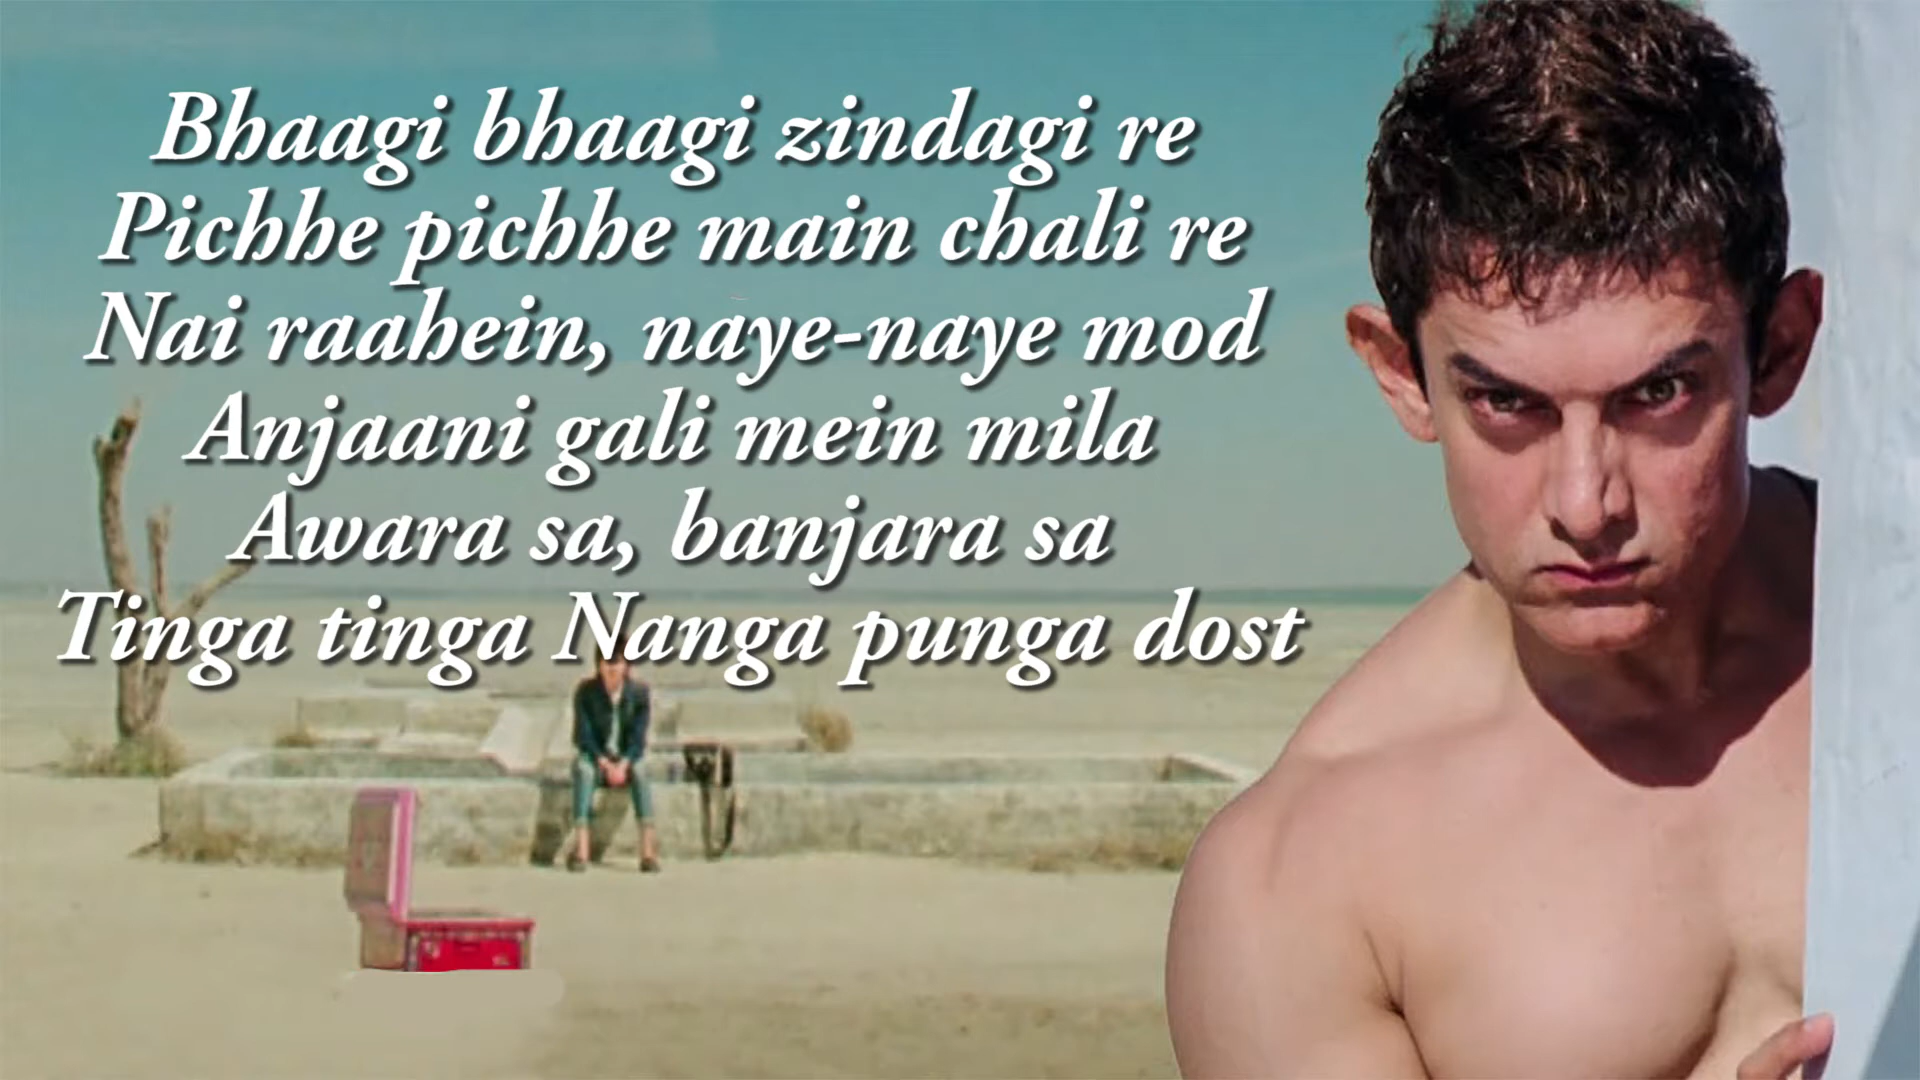 Bhaagi bhaagi zindagi re
Pichhe pichhe main chali re
Nai raahein, naye-naye mod
Anjaani gali mein mila
Awara sa, banjara sa
Tinga tinga Nanga punga dost